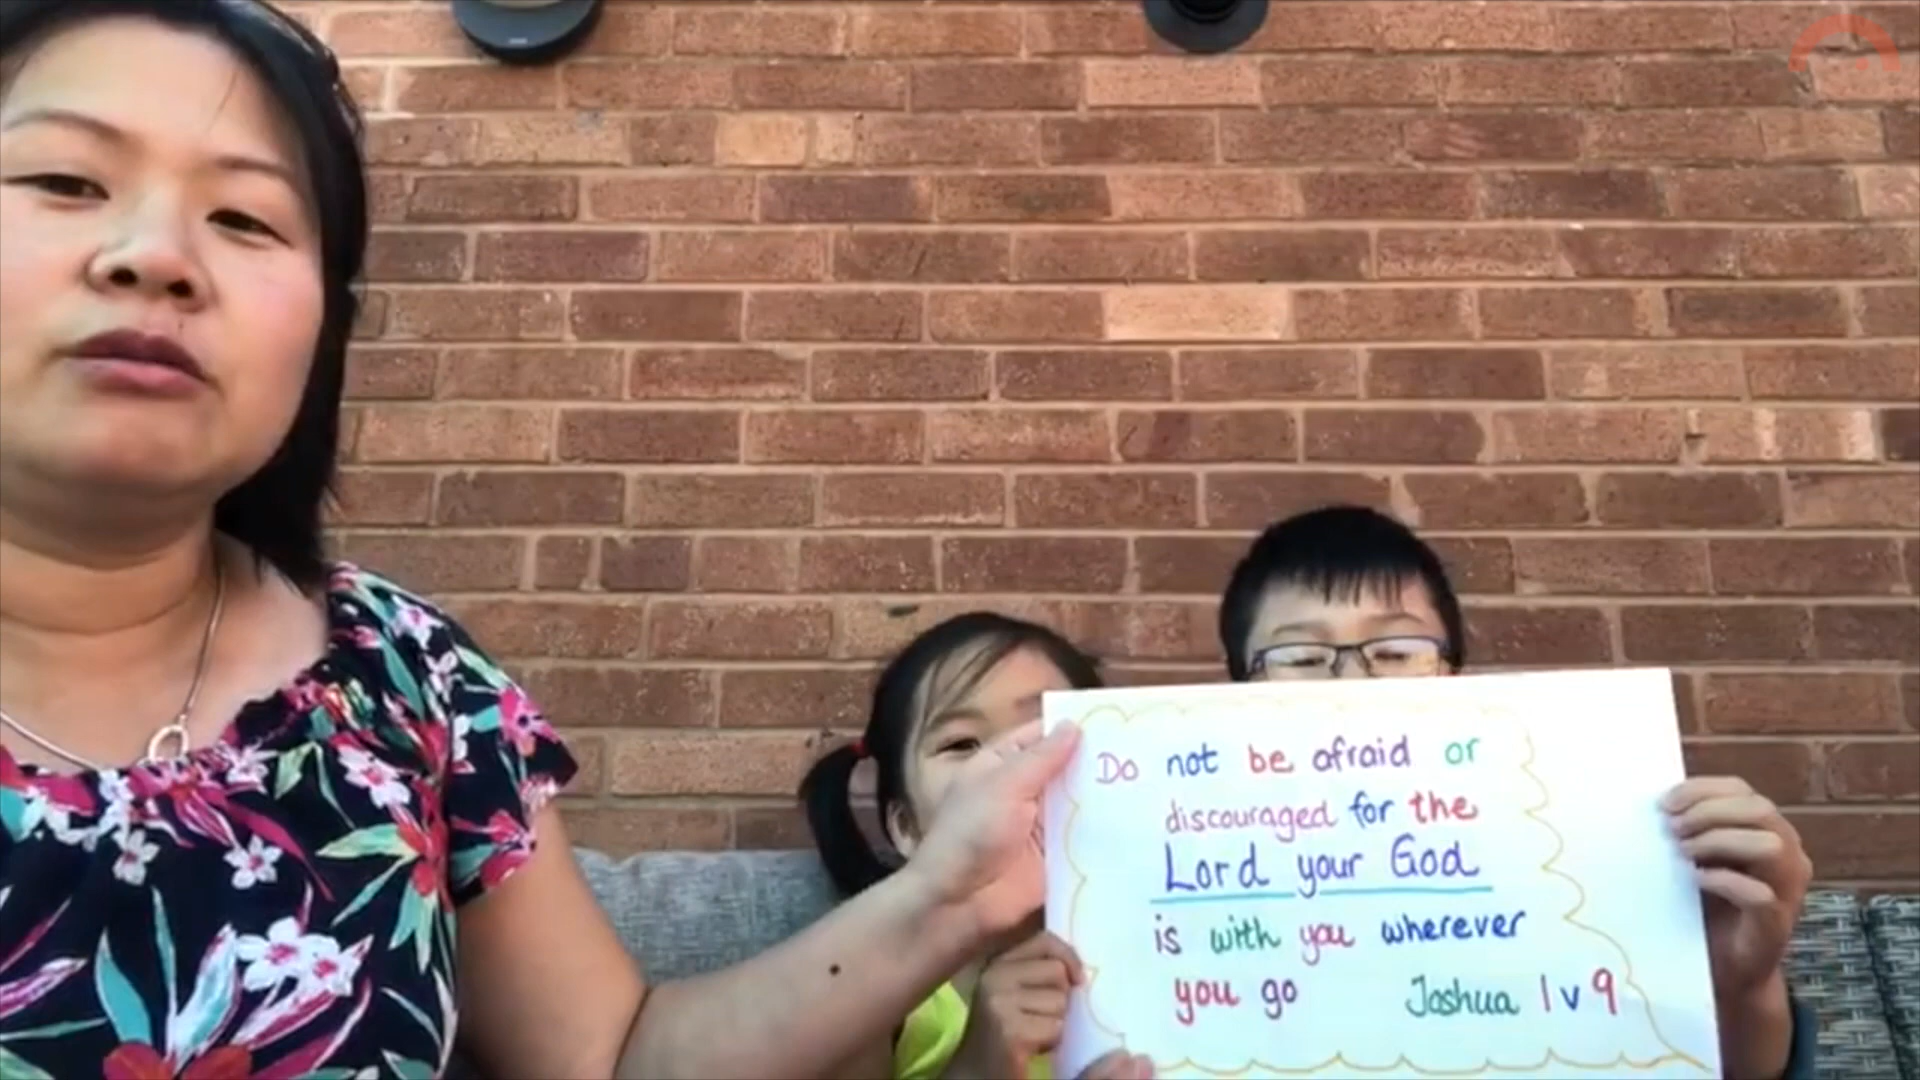 Do not be afraid or
discouraged for the
Lord your God
is with you wherever
you go Joshua 1 v 9